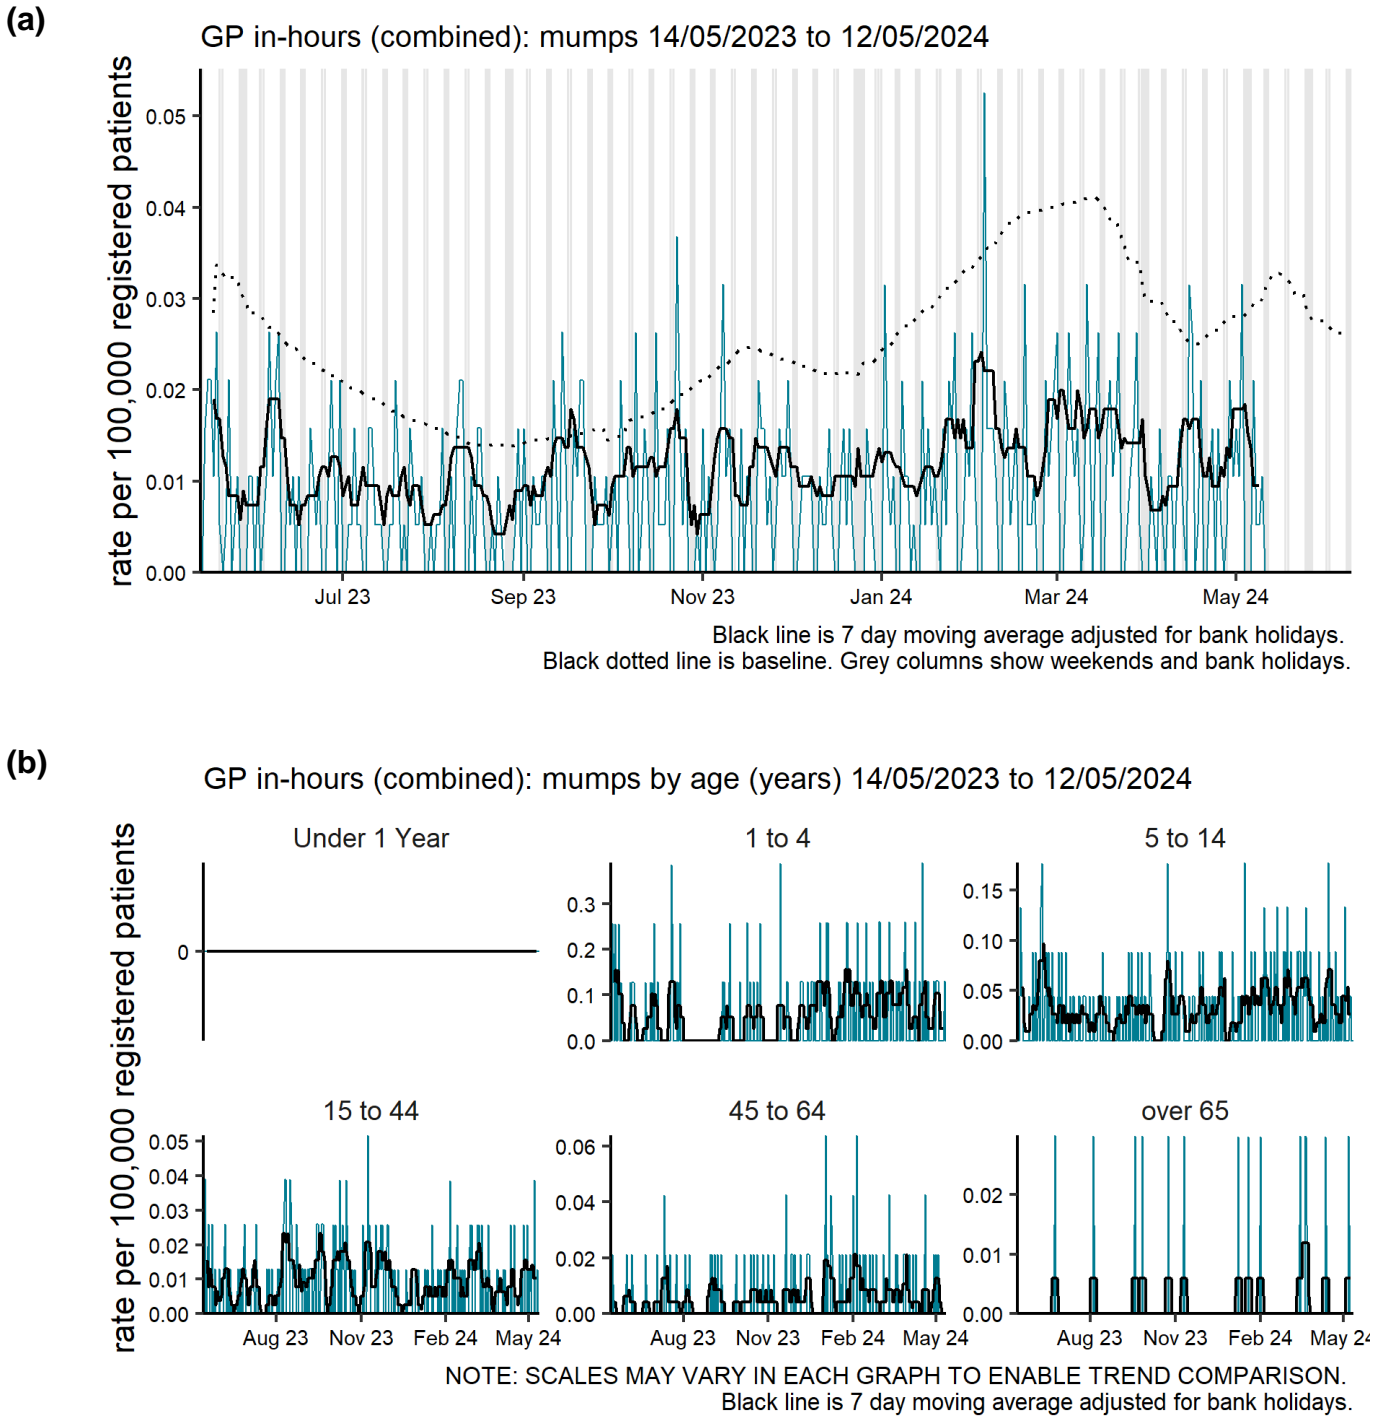 (a)
GP in-hours (combined): mumps 14/05/2023 to 12/05/2024
rate per 100,000 registered patients
0.05
0.04
0.03
0.02
0.01
0.00
Jul 23 Sep 23 Nov 23 Jan 24 Mar 24 May 24
Black line is 7 day moving average adjusted for bank holidays.
Black dotted line is baseline. Grey columns show weekends and bank holidays.
(b)
GP in-hours (combined): mumps by age (years) 14/05/2023 to 12/05/2024
rate per 100,000 registered patients
Under 1 Year
0
1 to 4
0.3
0.2
0.1
0.0
5 to 14
0.15
0.10
0.05
0.00
15 to 44
0.05
0.04
0.03
0.02
0.01
0.00
Aug 23 Nov 23 Feb 24 May 24
45 to 64
0.06
0.04
0.02
0.00
Aug 23 Nov 23 Feb 24 May 24
over 65
0.02
0.01
0.00
Aug 23 Nov 23 Feb 24 May 24
NOTE: SCALES MAY VARY IN EACH GRAPH TO ENABLE TREND COMPARISON.
Black line is 7 day moving average adjusted for bank holidays.